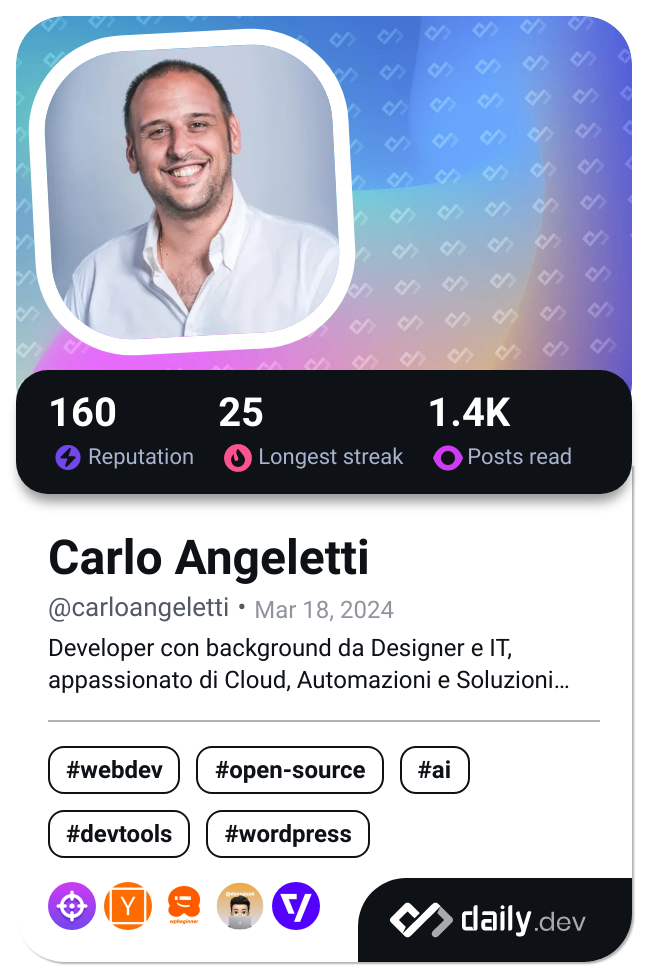 160 25 1.4K
Reputation Longest streak Posts read
Carlo Angeletti
@carloangeletti • Mar 18, 2024
Developer con background da Designer e IT,
appassionato di Cloud, Automazioni e Soluzioni…
#webdev #open-source #ai
#devtools #wordpress
Y
wpbeginner
daily.dev